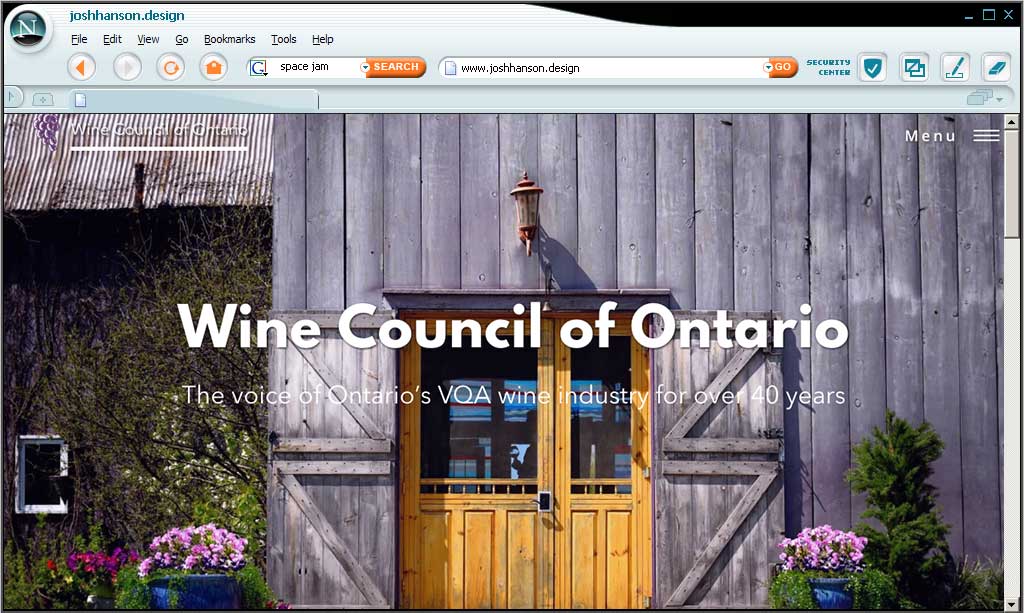 joshhanson.design
File Edit View Go Bookmarks Tools Help
space jam SEARCH www.joshhanson.design GO SECURITY CENTER
Wine Council of Ontario
Menu
Wine Council of Ontario
The voice of Ontario's VQA wine industry for over 40 years